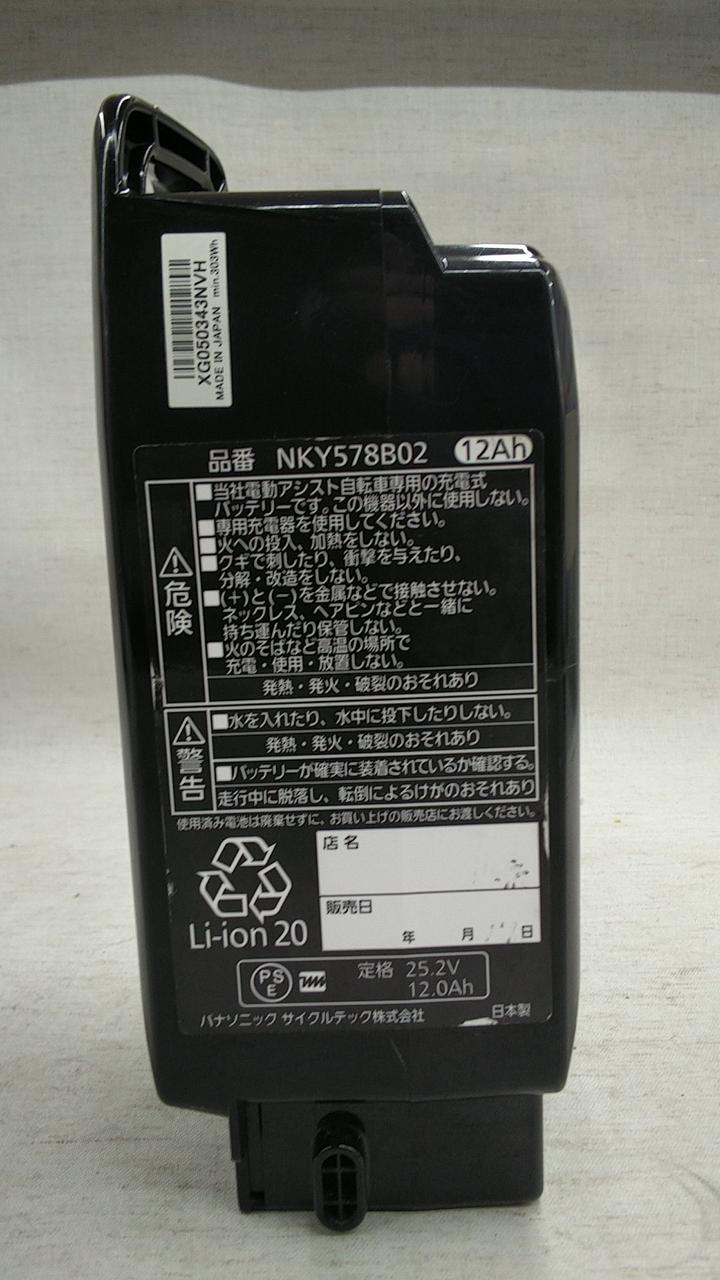 XG050343NVH
MADE IN JAPAN min.303Wh
品番 NKY578B02 12Ah
危険
■当社電動アシスト自転車専用の充電式
バッテリーです。この機器以外に使用しない。
■専用充電器を使用してください。
■火への投入、加熱をしない。
■クギで刺したり、衝撃を与えたり、
分解・改造をしない。
■(+)と(−)を金属などで接触させない。
ネックレス、ヘアピンなどと一緒に
持ち運んだり保管しない。
■火のそばなど高温の場所で
充電・使用・放置しない。
発熱・発火・破裂のおそれあり
警告
■水を入れたり、水中に投下したりしない。
発熱・発火・破裂のおそれあり
■バッテリーが確実に装着されているか確認する。
走行中に脱落し、転倒によるけがのおそれあり
使用済み電池は廃棄せずに、お買い上げの販売店にお渡しください。
店名
販売日
年 月 日
Li-ion 20
PS
E
定格 25.2V
12.0Ah
パナソニック サイクルテック株式会社 日本製